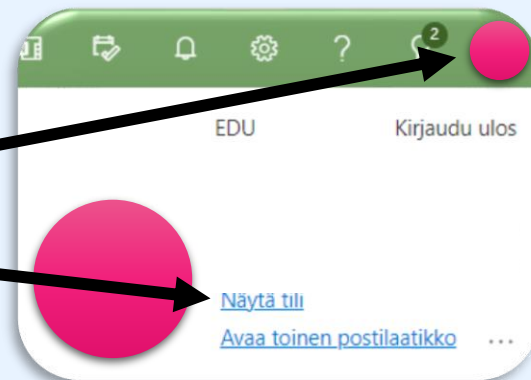 ?
2
EDU
Kirjaudu ulos
Näytä tili
Avaa toinen postilaatikko ...